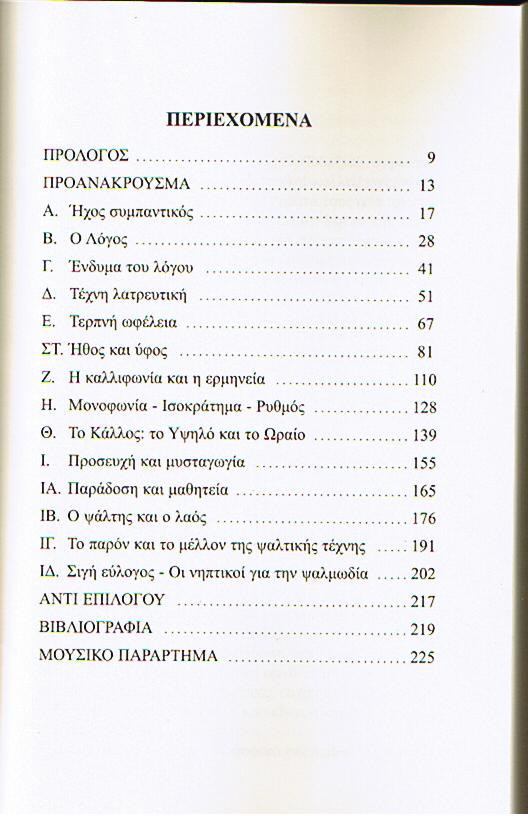 ΠΕΡΙΕΧΟΜΕΝΑ
ΠΡΟΛΟΓΟΣ ........................................ 9
ΠΡΟΑΝΑΚΡΟΥΣΜΑ .............................. 13
Α. Ήχος συμπαντικός .............................. 17
Β. Ο Λόγος ........................................ 28
Γ. Ένδυμα του λόγου .............................. 41
Δ. Τέχνη λατρευτική .............................. 51
Ε. Τερπνή ωφέλεια ................................ 67
ΣΤ. Ήθος και ύφος ................................. 81
Ζ. Η καλλιφωνία και η ερμηνεία ................... 110
Η. Μονοφωνία - Ισοκράτημα - Ρυθμός .............. 128
Θ. Το Κάλλος: το Υψηλό και το Ωραίο .............. 139
Ι. Προσευχή και μυσταγωγία ...................... 155
ΙΑ. Παράδοση και μαθητεία ......................... 165
ΙΒ. Ο ψάλτης και ο λαός ............................ 176
ΙΓ. Το παρόν και το μέλλον της ψαλτικής τέχνης ..... 191
ΙΔ. Σιγή εύλογος - Οι νηπτικοί για την ψαλμωδία ..... 202
ΑΝΤΙ ΕΠΙΛΟΓΟΥ .................................. 217
ΒΙΒΛΙΟΓΡΑΦΙΑ .................................... 219
ΜΟΥΣΙΚΟ ΠΑΡΑΡΤΗΜΑ .......................... 225